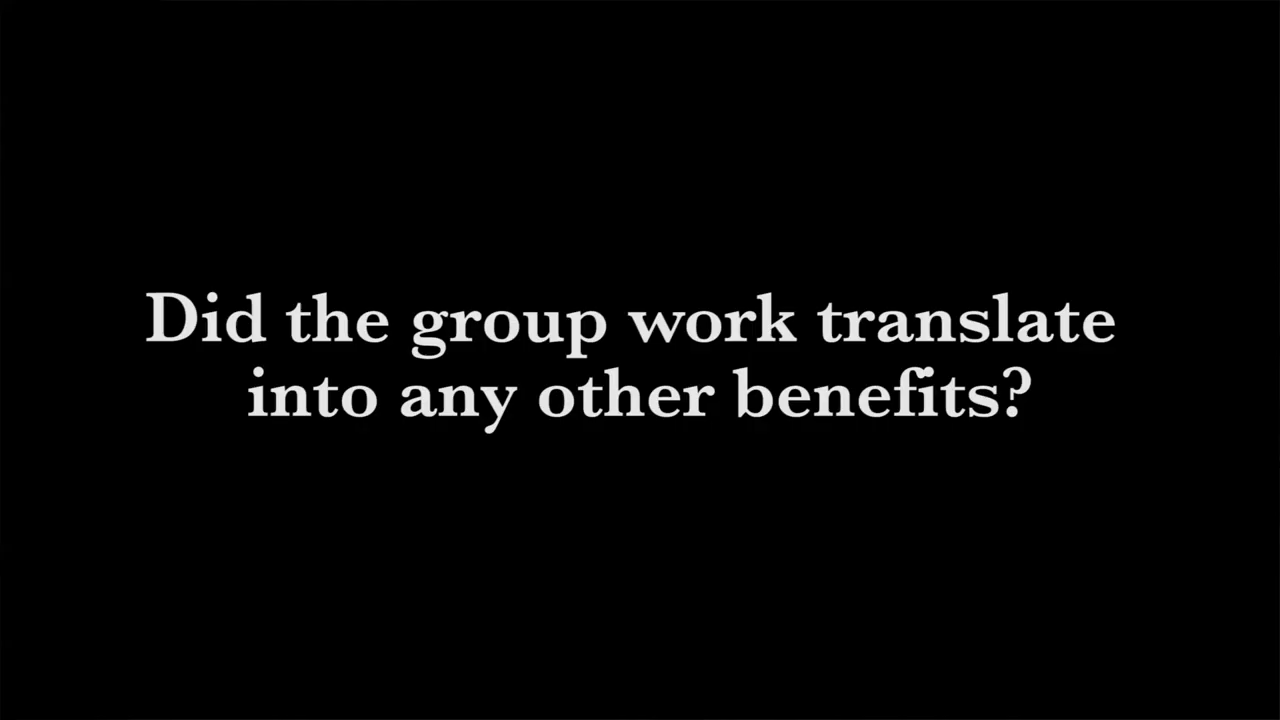 Did the group work translate
into any other benefits?